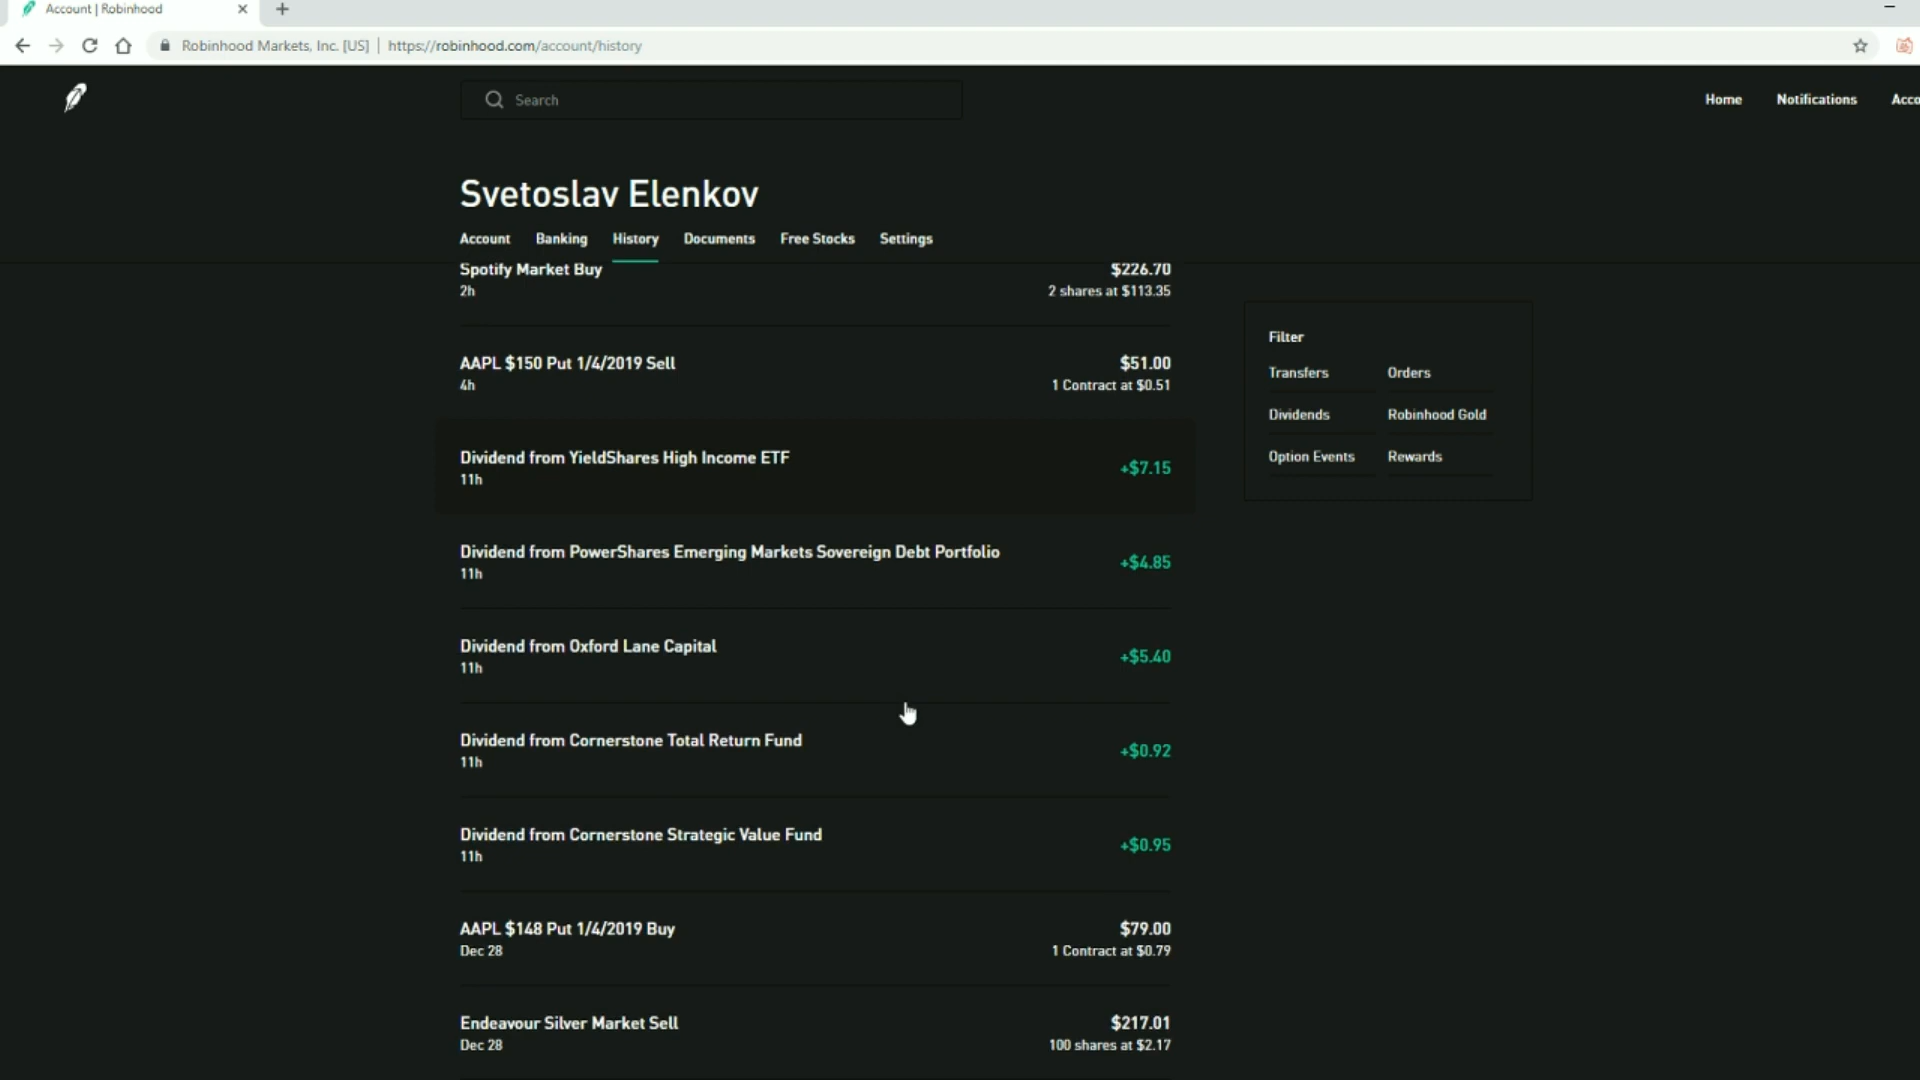 Account | Robinhood
Robinhood Markets, Inc. [US] | https://robinhood.com/account/history
Search
Home Notifications Acco
Svetoslav Elenkov
Account Banking History Documents Free Stocks Settings
Spotify Market Buy $226.70
2h 2 shares at $113.35
AAPL $150 Put 1/4/2019 Sell $51.00
4h 1 Contract at $0.51
Dividend from YieldShares High Income ETF
11h
+$7.15
Dividend from PowerShares Emerging Markets Sovereign Debt Portfolio
11h
+$4.85
Dividend from Oxford Lane Capital
11h
+$5.40
Dividend from Cornerstone Total Return Fund
11h
+$0.92
Dividend from Cornerstone Strategic Value Fund
11h
+$0.95
AAPL $148 Put 1/4/2019 Buy $79.00
Dec 28 1 Contract at $0.79
Endeavour Silver Market Sell $217.01
Dec 28 100 shares at $2.17
Filter
Transfers Orders
Dividends Robinhood Gold
Option Events Rewards